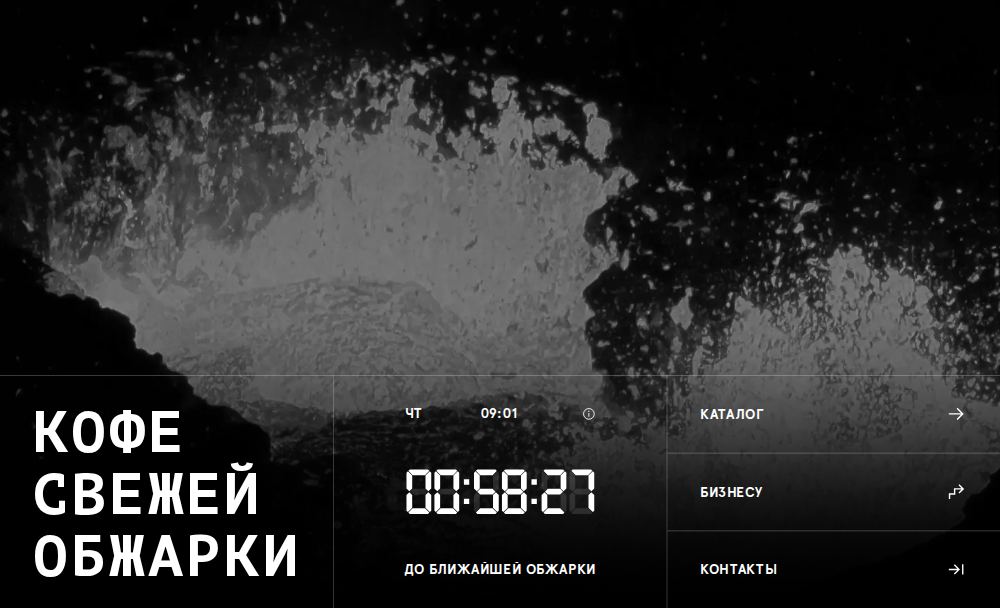 КОФЕ
СВЕЖЕЙ
ОБЖАРКИ
ЧТ 09:01
00:58:27
ДО БЛИЖАЙШЕЙ ОБЖАРКИ
КАТАЛОГ
БИЗНЕСУ
КОНТАКТЫ